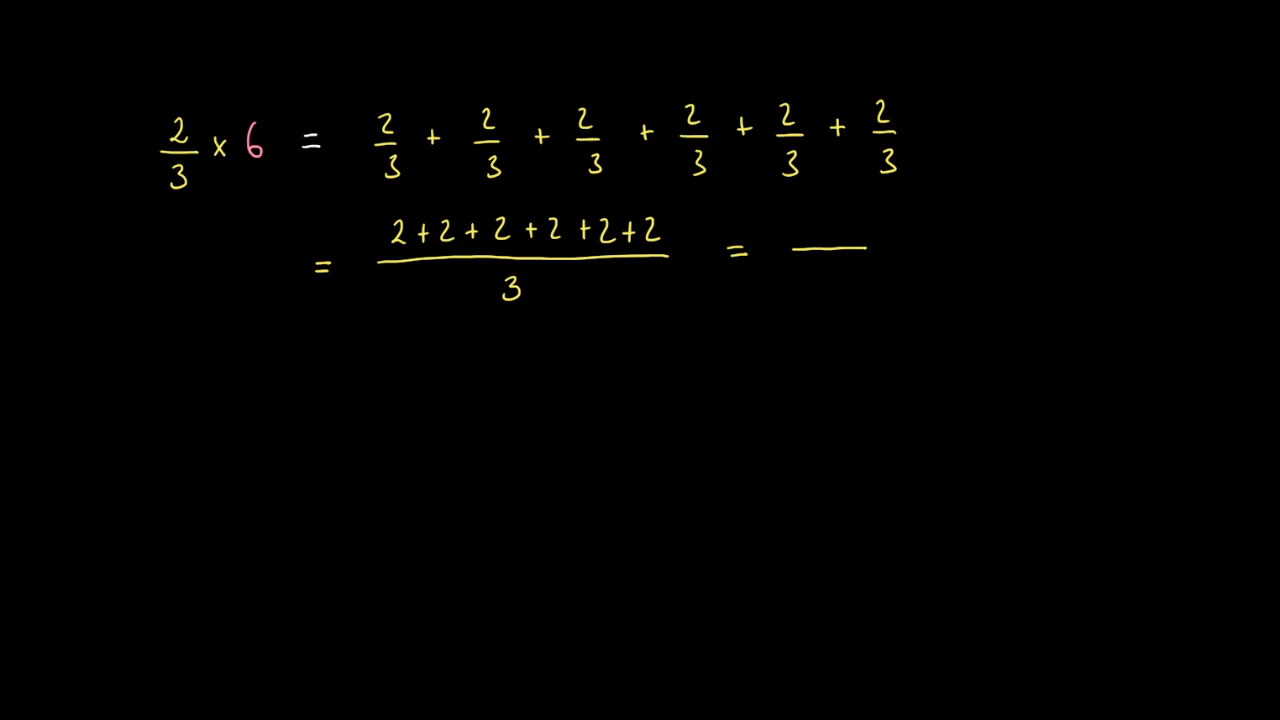 2/3 x 6 = 2/3 + 2/3 + 2/3 + 2/3 + 2/3 + 2/3
= (2+2+2+2+2+2)/3 = —